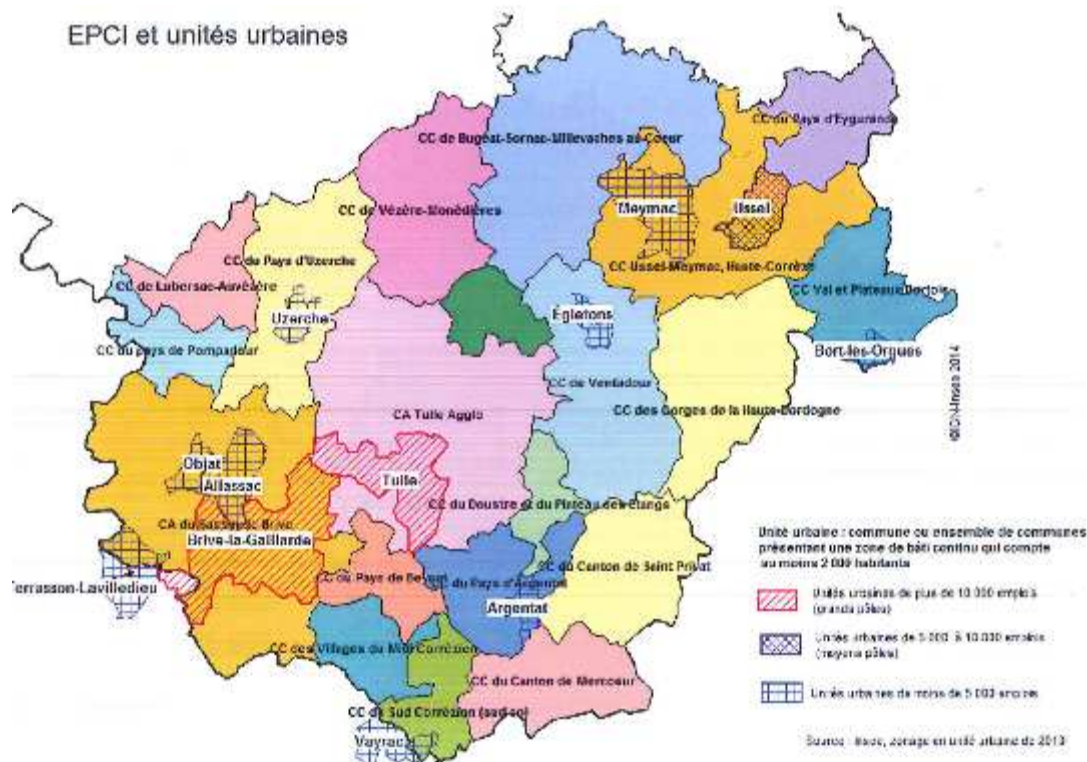 EPCI et unités urbaines
CC du Pays d'Eygurande
CC de Bugeat-Sornac-Millevaches au Coeur
Meymac
Ussel
CC de Vézère-Monédières
CC du Pays d'Uzerche
CC Ussel-Meymac, Haute-Corrèze
CC de Lubersac-Auvézère
CC Val et Plateaux Bortois
Uzerche
Égletons
CC du pays de Pompadour
Bort-les-Orgues
CC de Ventadour
CA Tulle Agglo
CC des Gorges de la Haute-Dordogne
©IGN-Insee 2014
Objat
Allassac
Tulle
CC du Doustre et du Plateau des Etangs
CA du Bassin de Brive
Brive-la-Gaillarde
Unité urbaine : commune ou ensemble de communes
présentant une zone de bâti continu qui compte
au moins 2 000 habitants
CC du Canton de Saint Privat
Terrasson-Lavilledieu
CC du Pays de Beynat
CC du Pays d'Argentat
Argentat
Unités urbaines de plus de 10 000 emplois
(grands pôles)
Unités urbaines de 5 000 à 10 000 emplois
(moyens pôles)
CC des Villages du Midi Corrézien
CC du Canton de Mercoeur
Unités urbaines de moins de 5 000 emplois
CC de Sud Corrézien
Vayrac
Source : Insee, zonage en unité urbaine de 2010